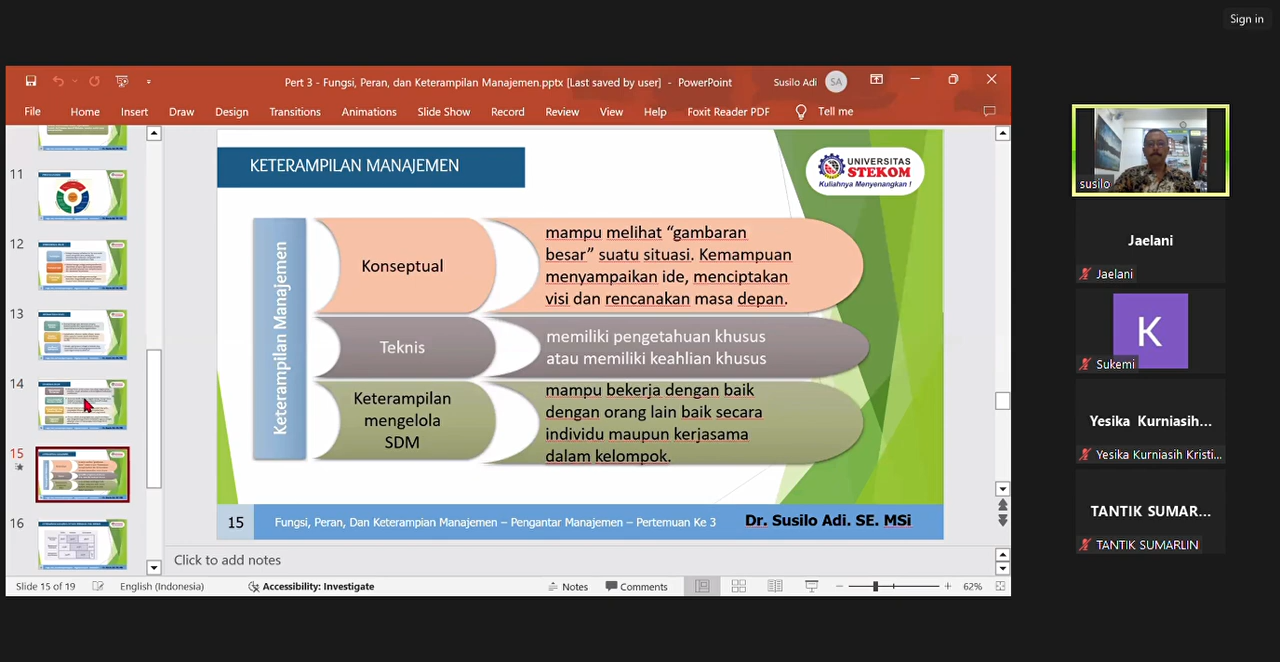 Sign in
Pert 3 - Fungsi, Peran, dan Keterampilan Manajemen.pptx [Last saved by user] - PowerPoint
Susilo Adi
SA
File
Home
Insert
Draw
Design
Transitions
Animations
Slide Show
Record
Review
View
Help
Foxit Reader PDF
Tell me
11
12
13
14
15
16
KETERAMPILAN MANAJEMEN
UNIVERSITAS
STEKOM
Kuliahnya Menyenangkan !
Keterampilan Manajemen
Konseptual
mampu melihat “gambaran
besar” suatu situasi. Kemampuan
menyampaikan ide, menciptakan
visi dan rencanakan masa depan.
Teknis
memiliki pengetahuan khusus
atau memiliki keahlian khusus
Keterampilan
mengelola
SDM
mampu bekerja dengan baik
dengan orang lain baik secara
individu maupun kerjasama
dalam kelompok.
15
Fungsi, Peran, Dan Keterampian Manajemen – Pengantar Manajemen – Pertemuan Ke 3
Dr. Susilo Adi. SE. MSi
Click to add notes
Slide 15 of 19
English (Indonesia)
Accessibility: Investigate
Notes
Comments
62%
susilo
Jaelani
Jaelani
K
Sukemi
Yesika Kurniasih...
Yesika Kurniasih Kristi...
TANTIK SUMAR...
TANTIK SUMARLIN